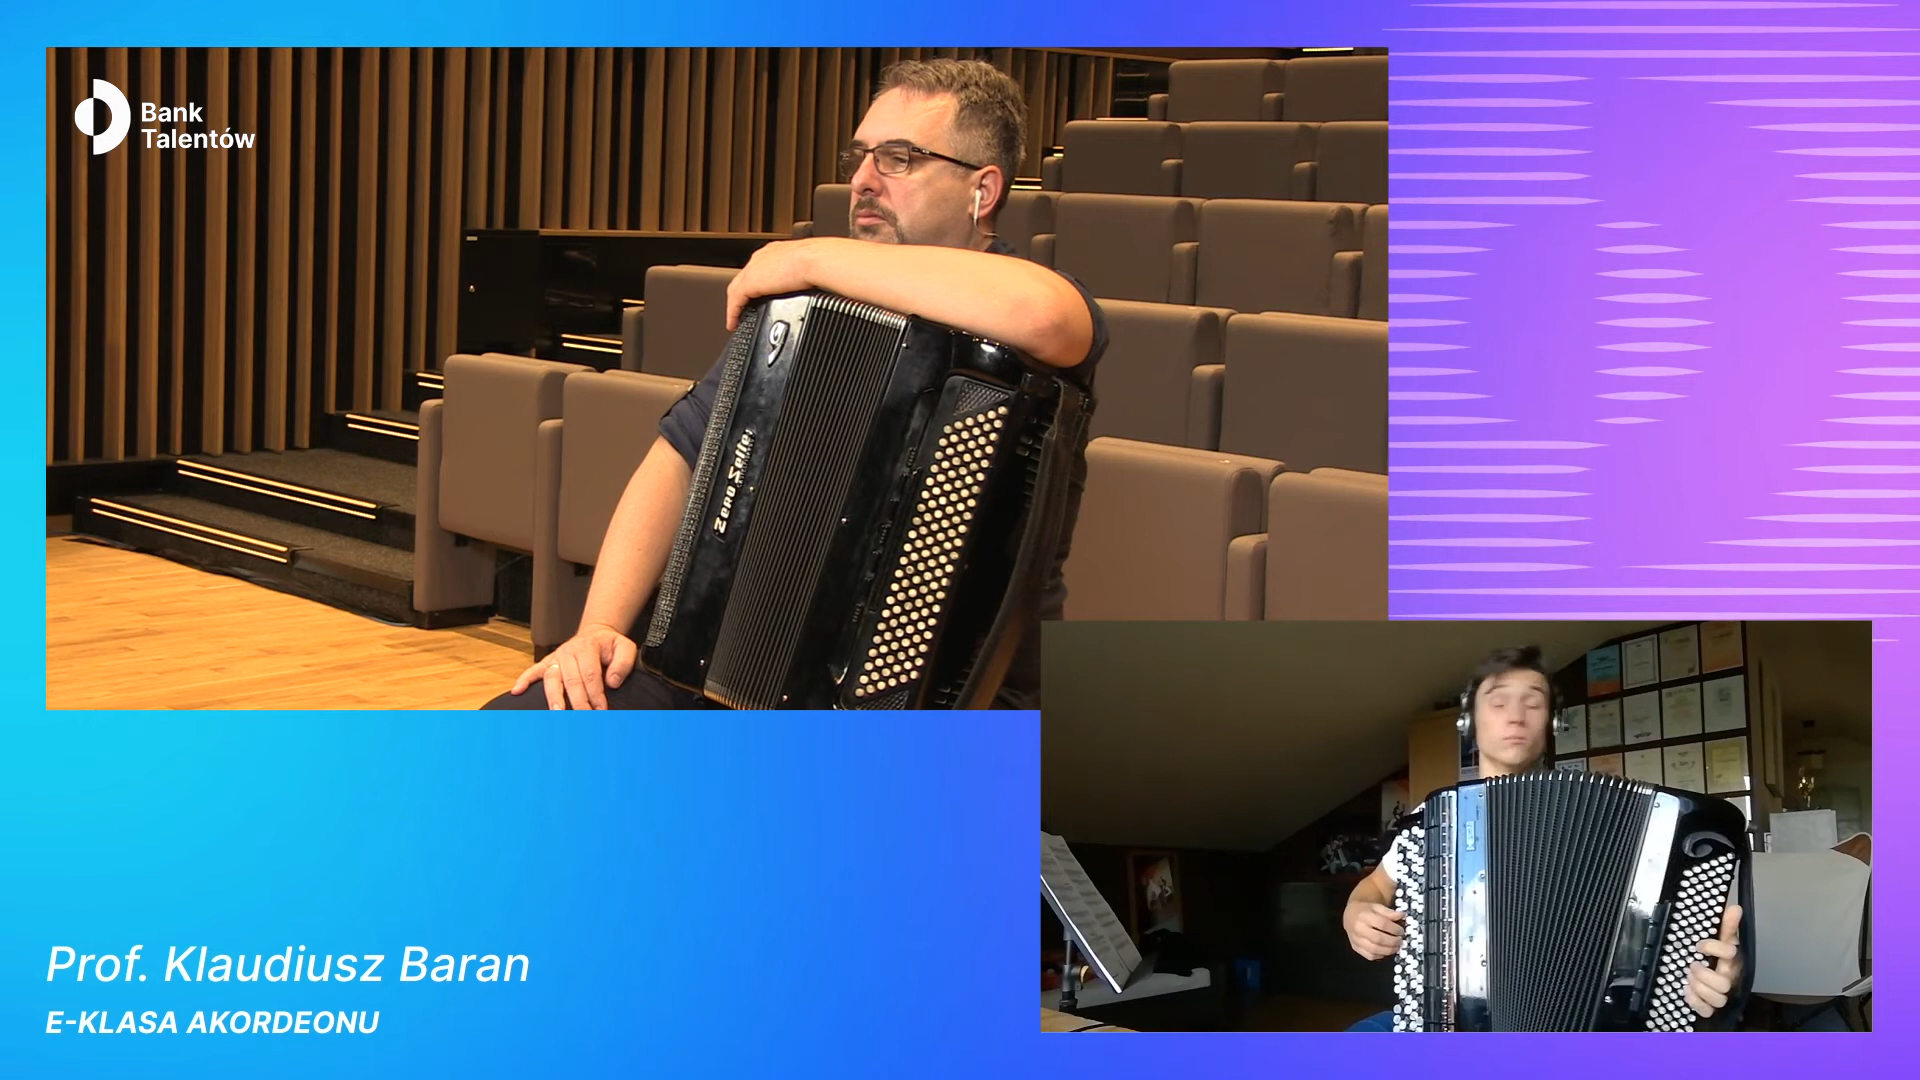 Bank
Talentów
Zero Sette
Prof. Klaudiusz Baran
E-KLASA AKORDEONU